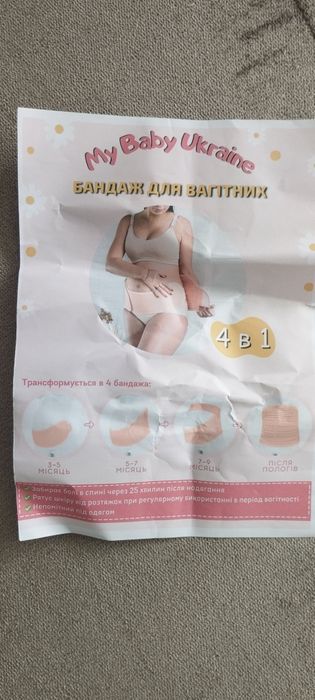 My Baby Ukraine
БАНДАЖ ДЛЯ ВАГІТНИХ
4 в 1
Трансформується в 4 бандажа:
3-5 МІСЯЦЬ
5-7 МІСЯЦЬ
7-9 МІСЯЦЬ
ПІСЛЯ ПОЛОГІВ
Забирає болі в спині через 25 хвилин після надягання
Рятує шкіру від розтяжок при регулярному використанні в період вагітності
Непомітний під одягом